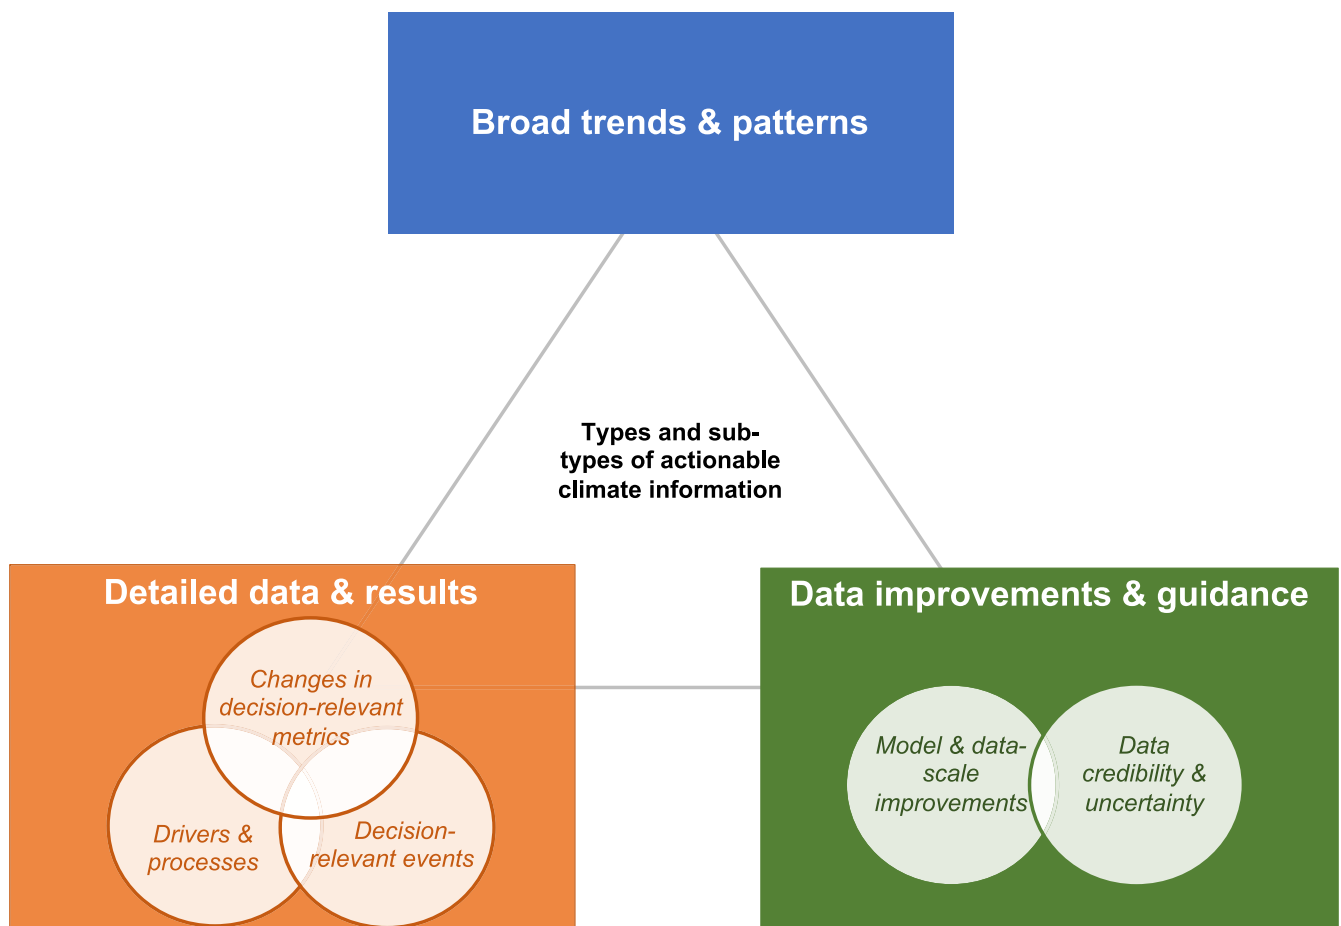 Broad trends & patterns
Types and sub-
types of actionable
climate information
Detailed data & results
Changes in
decision-relevant
metrics
Drivers &
processes
Decision-
relevant events
Data improvements & guidance
Model & data-
scale
improvements
Data
credibility &
uncertainty